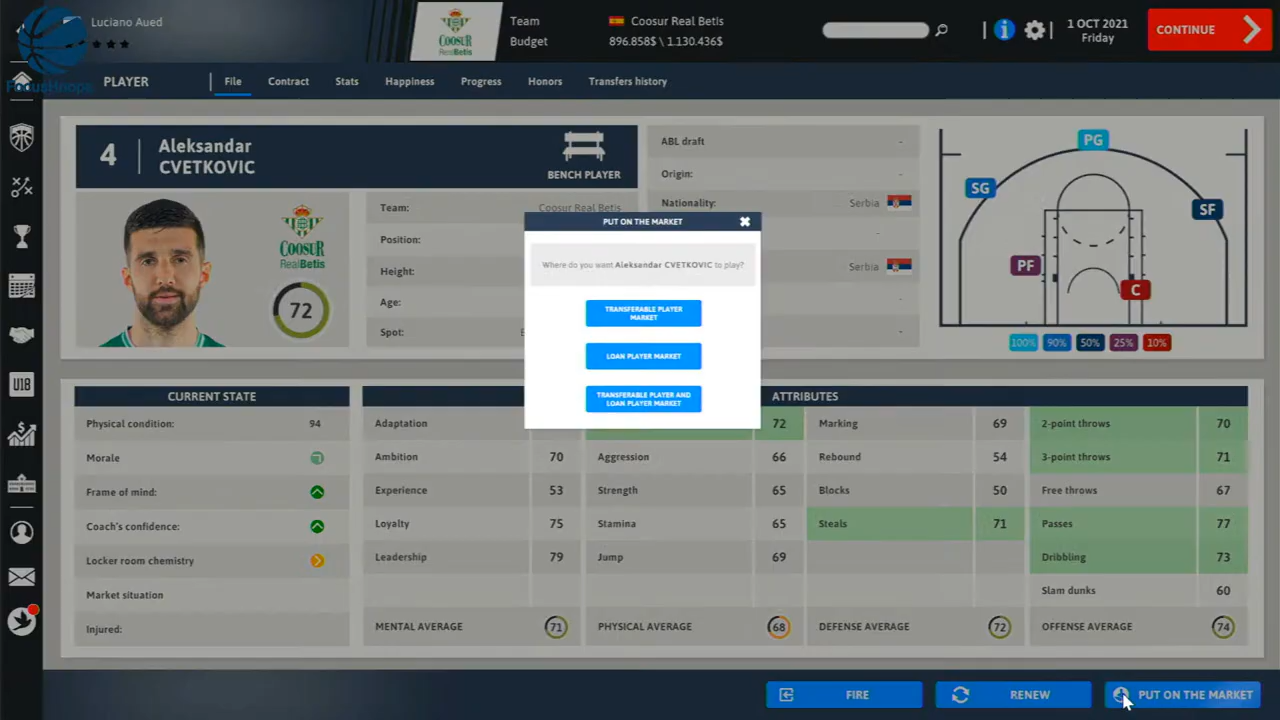 Luciano Aued
FocusHoops
COOSUR
RealBetis
Team
Budget
Coosur Real Betis
896.858$ \ 1.130.436$
1 OCT 2021
Friday
CONTINUE
PLAYER
File
Contract
Stats
Happiness
Progress
Honors
Transfers history
4
Aleksandar
CVETKOVIC
BENCH PLAYER
COOSUR
RealBetis
72
Team:
Coosur Real Betis
Position:
Height:
Age:
Spot:
ABL draft
-
Origin:
-
Nationality:
Serbia
-
Serbia
-
-
PG
SG
SF
PF
C
100%
90%
50%
25%
10%
PUT ON THE MARKET
Where do you want Aleksandar CVETKOVIC to play?
TRANSFERABLE PLAYER
MARKET
LOAN PLAYER MARKET
TRANSFERABLE PLAYER AND
LOAN PLAYER MARKET
U18
CURRENT STATE
Physical condition:
94
Morale
Frame of mind:
Coach's confidence:
Locker room chemistry
Market situation
Injured:
ATTRIBUTES
Adaptation
72
Marking
69
2-point throws
70
Ambition
70
Aggression
66
Rebound
54
3-point throws
71
Experience
53
Strength
65
Blocks
50
Free throws
67
Loyalty
75
Stamina
65
Steals
71
Passes
77
Leadership
79
Jump
69
Dribbling
73
Slam dunks
60
MENTAL AVERAGE
71
PHYSICAL AVERAGE
68
DEFENSE AVERAGE
72
OFFENSE AVERAGE
74
FIRE
RENEW
PUT ON THE MARKET